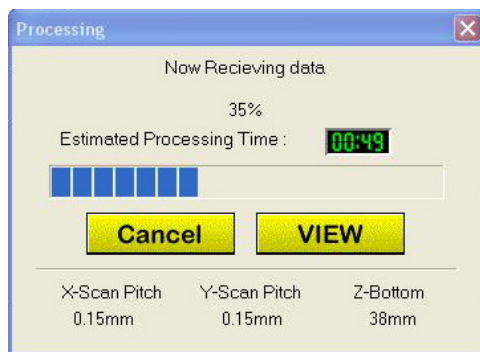 Processing
Now Recieving data
35%
Estimated Processing Time : 00:49
Cancel VIEW
X-Scan Pitch Y-Scan Pitch Z-Bottom
0.15mm 0.15mm 38mm